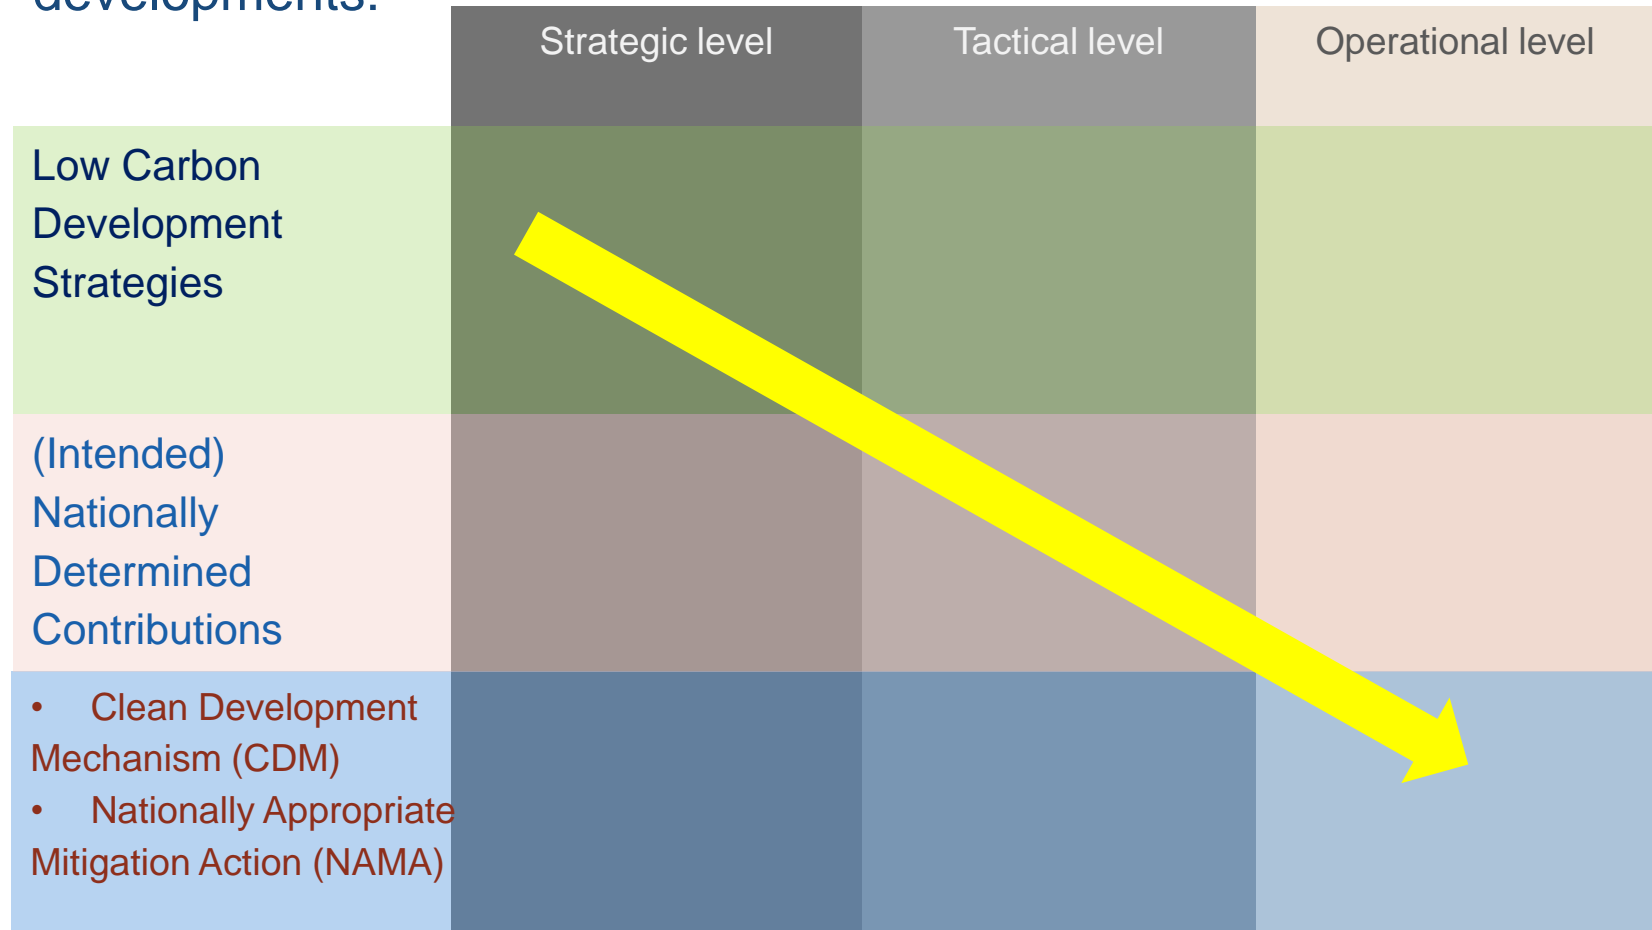 developments.
Strategic level
Tactical level
Operational level
Low Carbon
Development
Strategies
(Intended)
Nationally
Determined
Contributions
• Clean Development
Mechanism (CDM)
• Nationally Appropriate
Mitigation Action (NAMA)